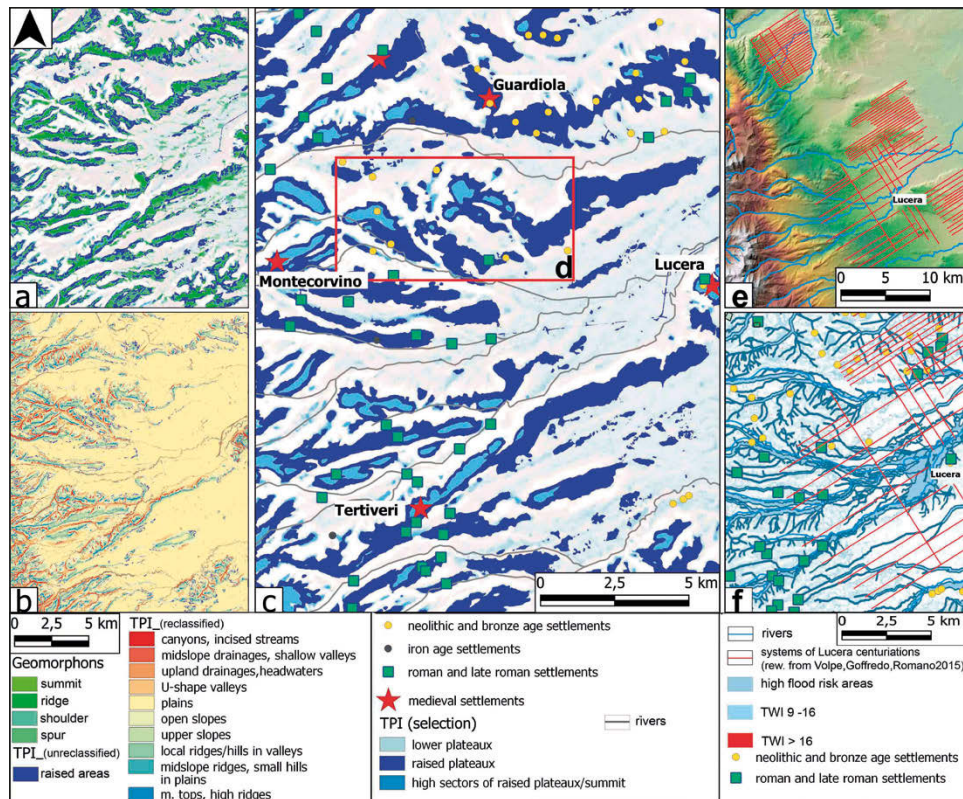 Guardiola
d
Montecorvino
Lucera
Tertiveri
0 2,5 5 km
a
b
c
Lucera
0 5 10 km
e
Lucera
f
0 2,5 5 km
Geomorphons
summit
ridge
shoulder
spur
TPI_(unreclassified)
raised areas
TPI_(reclassified)
canyons, incised streams
midslope drainages, shallow valleys
upland drainages,headwaters
U-shape valleys
plains
open slopes
upper slopes
local ridges/hills in valleys
midslope ridges, small hills
in plains
m. tops, high ridges
neolithic and bronze age settlements
iron age settlements
roman and late roman settlements
medieval settlements
TPI (selection)
rivers
lower plateaux
raised plateaux
high sectors of raised plateaux/summit
0 2,5 5 km
rivers
systems of Lucera centuriations
(rew. from Volpe,Goffredo,Romano2015)
high flood risk areas
TWI 9 -16
TWI > 16
neolithic and bronze age settlements
roman and late roman settlements